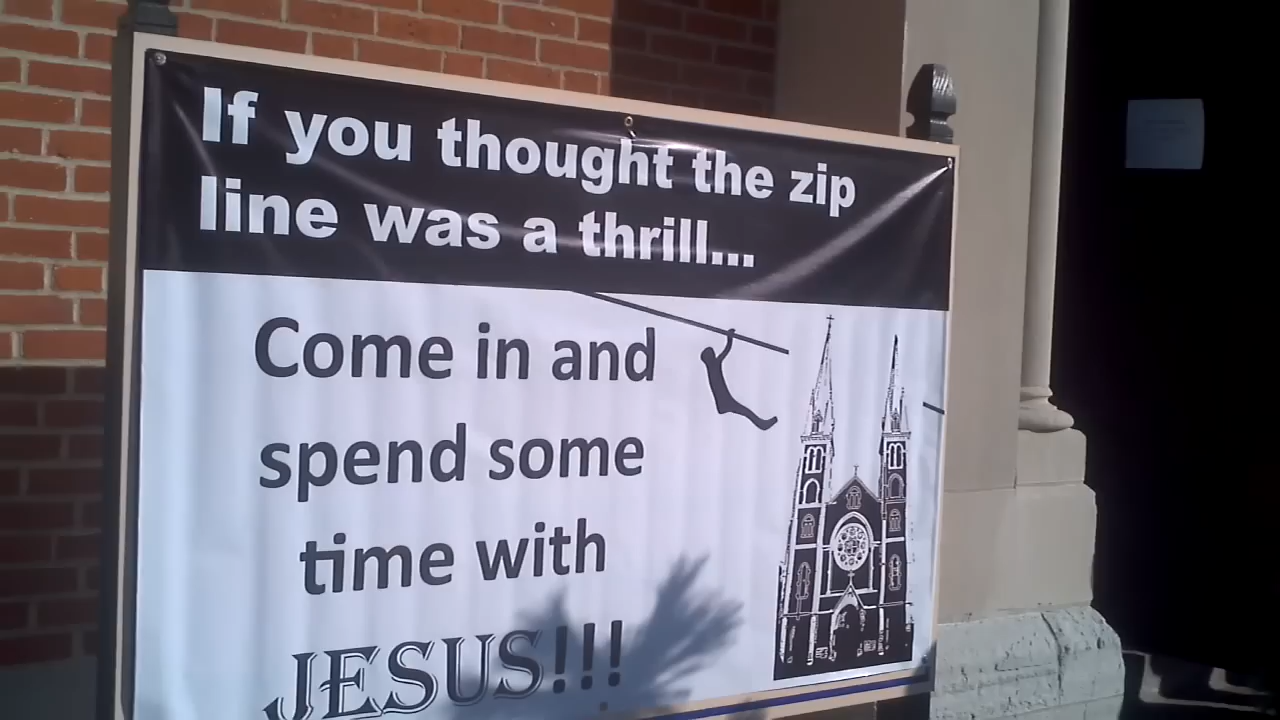 If you thought the zip
line was a thrill...
Come in and
spend some
time with
JESUS!!!